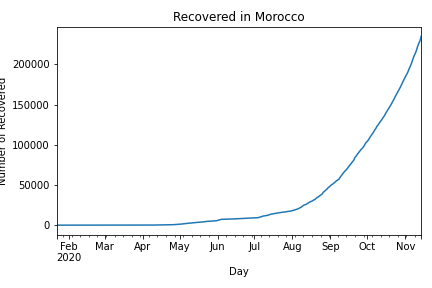 Recovered in Morocco
Number of Recovered
200000
150000
100000
50000
0
Feb Mar Apr May Jun Jul Aug Sep Oct Nov
2020
Day